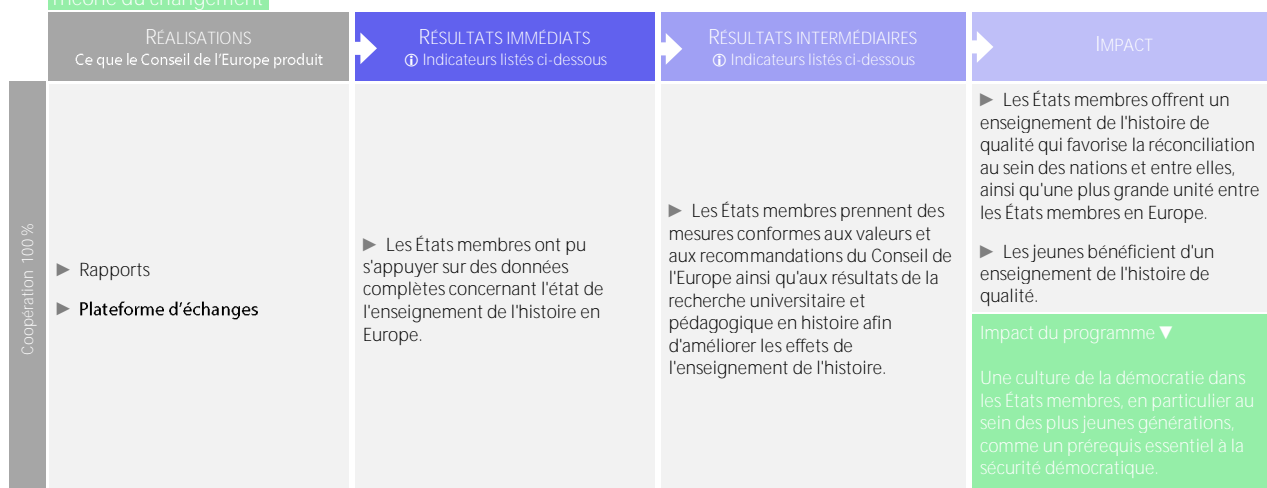 Théorie du changement
RÉALISATIONS
Ce que le Conseil de l'Europe produit
RÉSULTATS IMMÉDIATS
ⓘ Indicateurs listés ci-dessous
RÉSULTATS INTERMÉDIAIRES
ⓘ Indicateurs listés ci-dessous
IMPACT
Coopération 100 %
► Rapports
► Plateforme d'échanges
► Les États membres ont pu
s'appuyer sur des données
complètes concernant l'état de
l'enseignement de l'histoire en
Europe.
► Les États membres prennent des
mesures conformes aux valeurs et
aux recommandations du Conseil de
l'Europe ainsi qu'aux résultats de la
recherche universitaire et
pédagogique en histoire afin
d'améliorer les effets de
l'enseignement de l'histoire.
► Les États membres offrent un
enseignement de l'histoire de
qualité qui favorise la réconciliation
au sein des nations et entre elles,
ainsi qu'une plus grande unité entre
les États membres en Europe.
► Les jeunes bénéficient d'un
enseignement de l'histoire de
qualité.
Impact du programme ▼
Une culture de la démocratie dans
les États membres, en particulier au
sein des plus jeunes générations,
comme un prérequis essentiel à la
sécurité démocratique.